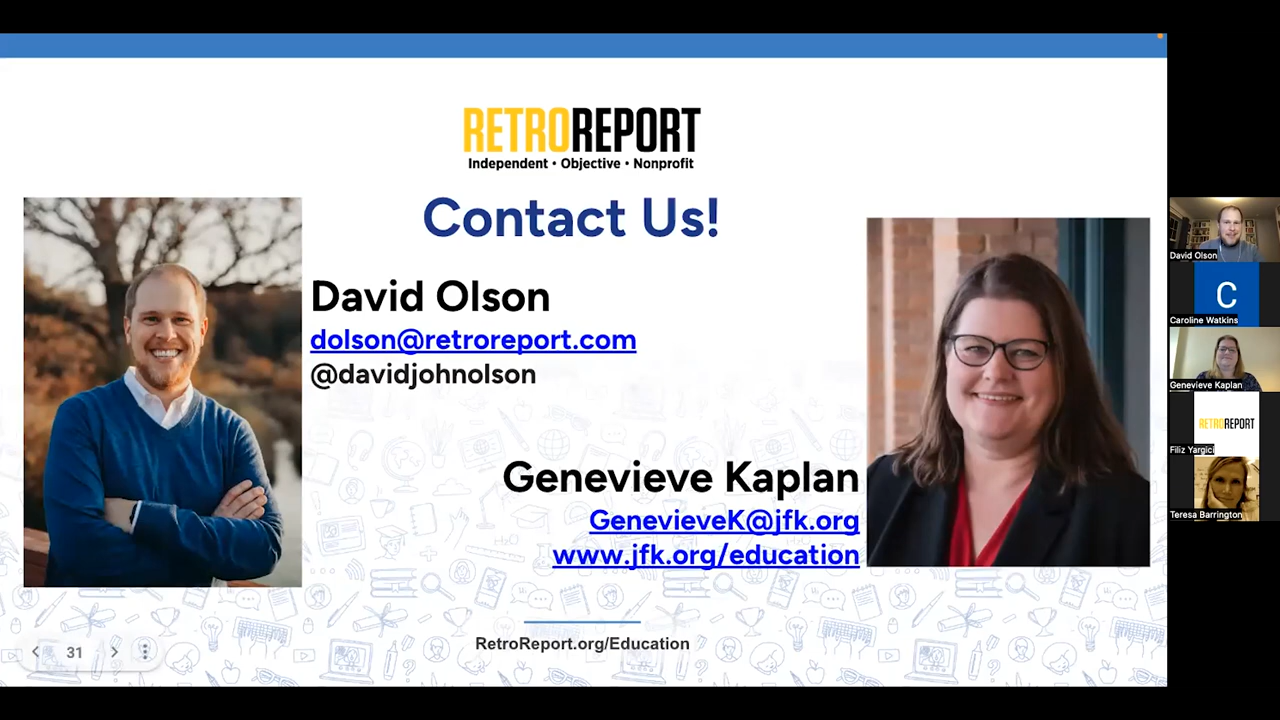 RETROREPORT
Independent • Objective • Nonprofit
Contact Us!
David Olson
dolson@retroreport.com
@davidjohnolson
Genevieve Kaplan
GenevieveK@jfk.org
www.jfk.org/education
RetroReport.org/Education
31
David Olson
C
Caroline Watkins
Genevieve Kaplan
RETROREPORT
Filiz Yargici
Teresa Barrington